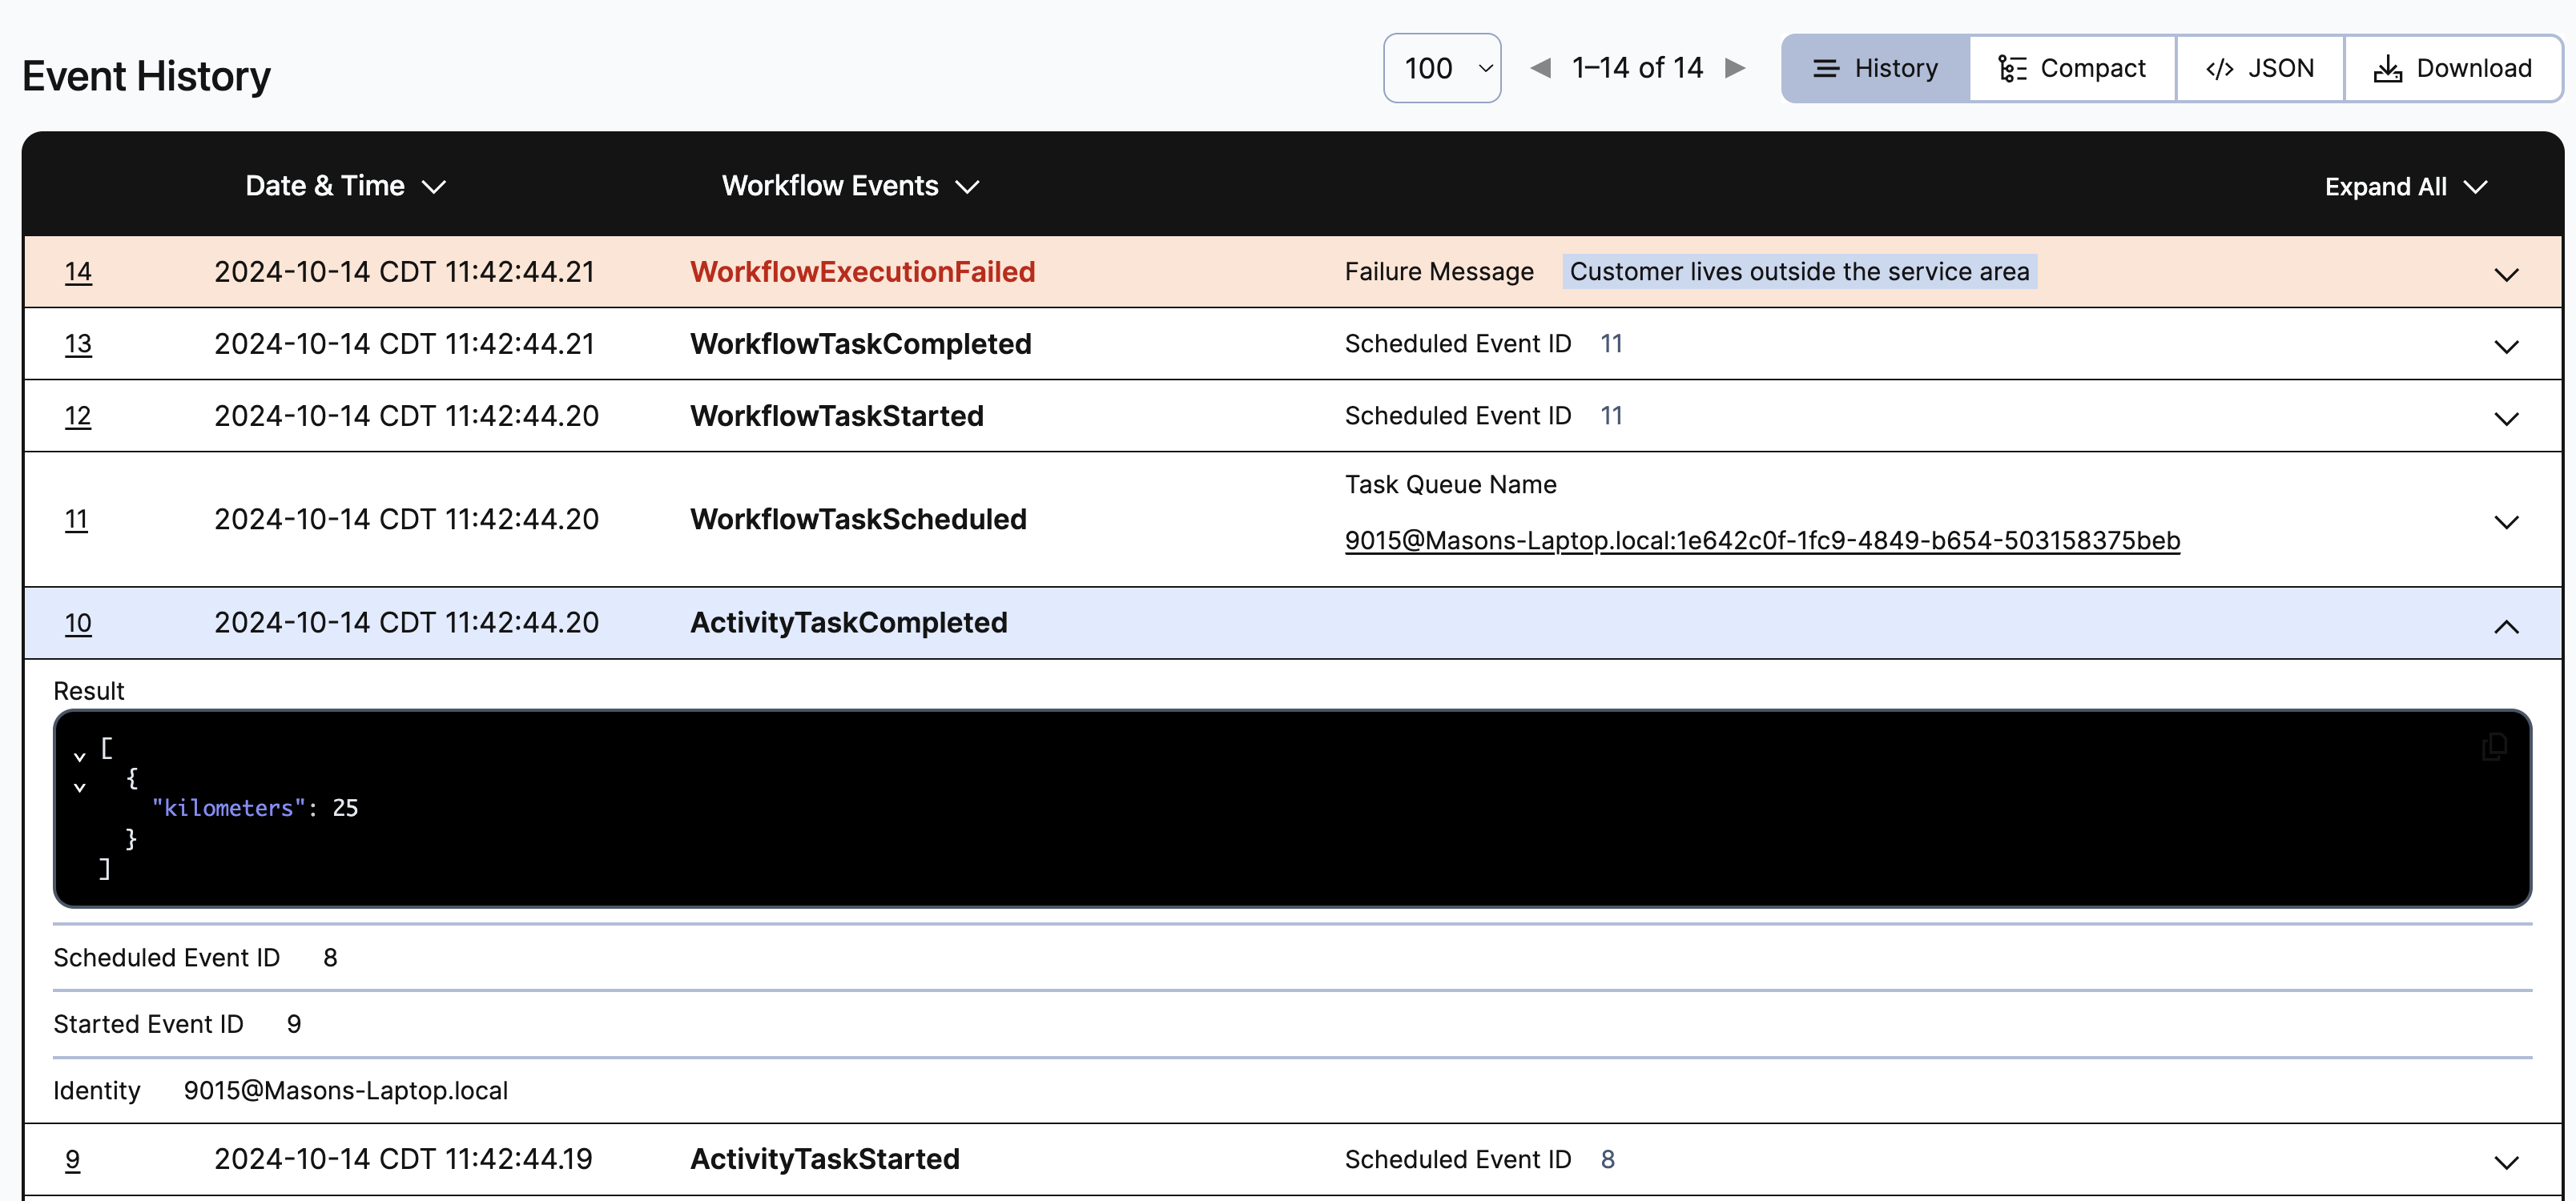 Event History
100
1–14 of 14
History
Compact
</> JSON
Download
Date & Time
Workflow Events
Expand All
14 2024-10-14 CDT 11:42:44.21 WorkflowExecutionFailed Failure Message Customer lives outside the service area
13 2024-10-14 CDT 11:42:44.21 WorkflowTaskCompleted Scheduled Event ID 11
12 2024-10-14 CDT 11:42:44.20 WorkflowTaskStarted Scheduled Event ID 11
Task Queue Name
11 2024-10-14 CDT 11:42:44.20 WorkflowTaskScheduled
9015@Masons-Laptop.local:1e642c0f-1fc9-4849-b654-503158375beb
10 2024-10-14 CDT 11:42:44.20 ActivityTaskCompleted
Result
[
{
"kilometers": 25
}
]
Scheduled Event ID 8
Started Event ID 9
Identity 9015@Masons-Laptop.local
9 2024-10-14 CDT 11:42:44.19 ActivityTaskStarted Scheduled Event ID 8